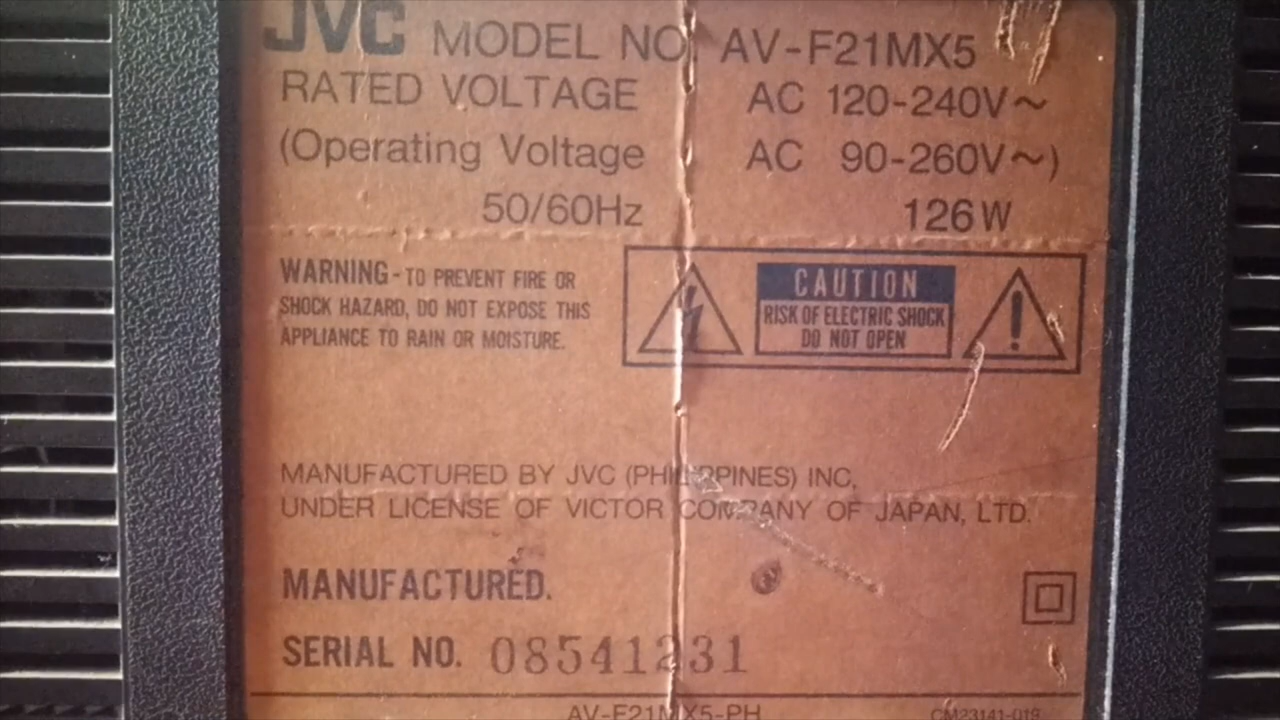 JVC MODEL NO. AV-F21MX5
RATED VOLTAGE AC 120-240V~
(Operating Voltage AC 90-260V~)
50/60Hz 126W
WARNING - TO PREVENT FIRE OR
SHOCK HAZARD, DO NOT EXPOSE THIS
APPLIANCE TO RAIN OR MOISTURE.
CAUTION
RISK OF ELECTRIC SHOCK
DO NOT OPEN
MANUFACTURED BY JVC (PHILIPPINES) INC,
UNDER LICENSE OF VICTOR COMPANY OF JAPAN, LTD.
MANUFACTURED.
SERIAL NO. 08541231
AV-F21MX5-PH CM23141-019